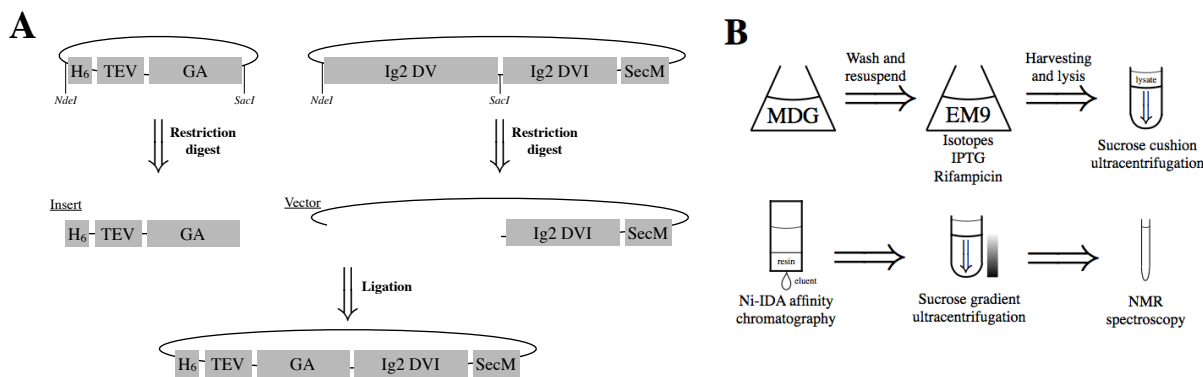 A
H6 TEV GA
NdeI SacI
Ig2 DV Ig2 DVI SecM
NdeI SacI
Restriction
digest
Restriction
digest
Insert
H6 TEV GA
Vector
Ig2 DVI SecM
Ligation
H6 TEV GA Ig2 DVI SecM
B
MDG
Wash and
resuspend
EM9
Isotopes
IPTG
Rifampicin
Harvesting
and lysis
lysate
Sucrose cushion
ultracentrifugation
resin
eluent
Ni-IDA affinity
chromatography
Sucrose gradient
ultracentrifugation
NMR
spectroscopy